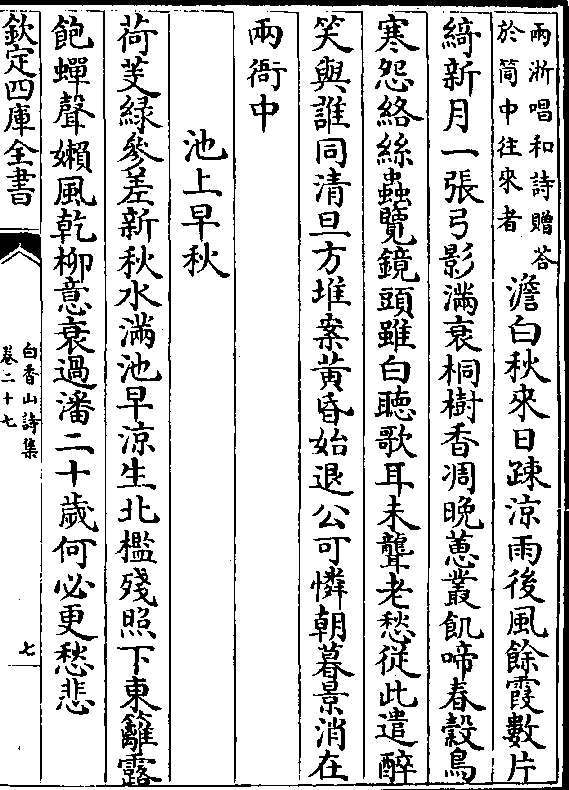 兩浙唱和詩贈答
於筒中往來者
澹白秋來日踈涼雨後風餘霞數片
綺新月一張弓影滿衰桐樹香凋晚蕙叢飢啼春穀鳥
寒怨絡絲蟲覽鏡頭雖白聽歌耳未聾老愁從此遣醉
笑與誰同清旦方堆案黄昏始退公可憐朝暮景消在
兩衙中
池上早秋
荷芰緑參差新秋水滿池早涼生北檻殘照下東籬露
飽蟬聲嬾風乾柳意衰過潘二十歲何必更愁悲
欽定四庫全書
白香山詩集
卷二十七
七